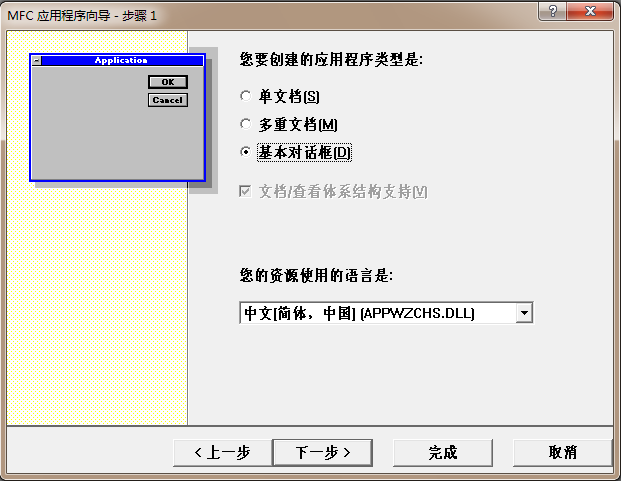 MFC 应用程序向导 - 步骤 1
Application
OK
Cancel
您要创建的应用程序类型是:
单文档(S)
多重文档(M)
基本对话框(D)
文档/查看体系结构支持(V)
您的资源使用的语言是:
中文[简体，中国] (APPWZCHS.DLL)
< 上一步
下一步 >
完成
取消